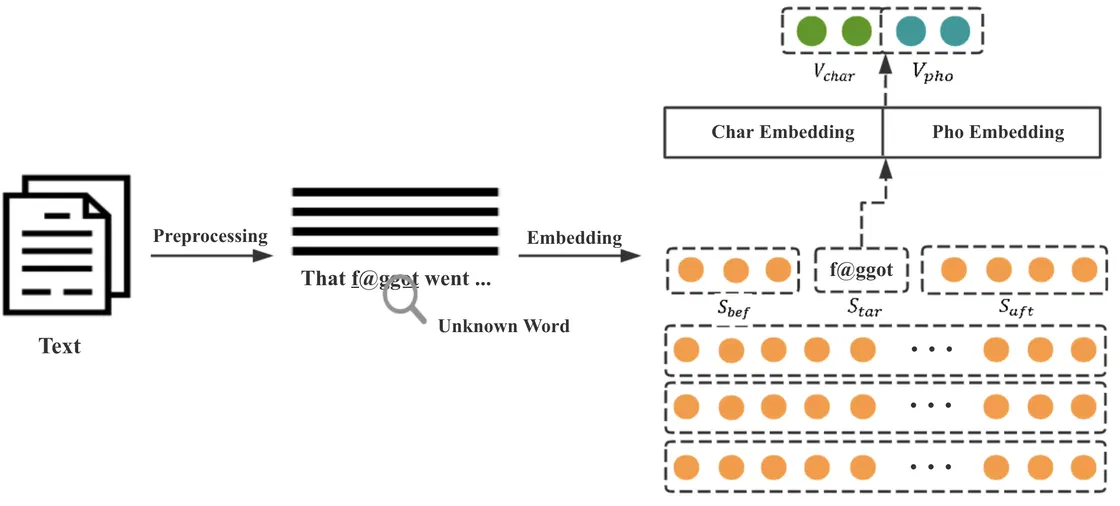 V_char V_pho
Char Embedding Pho Embedding
Preprocessing
Embedding
That f@ggot went ...
f@ggot
S_bef S_tar S_aft
Unknown Word
Text
. . .
. . .
. . .